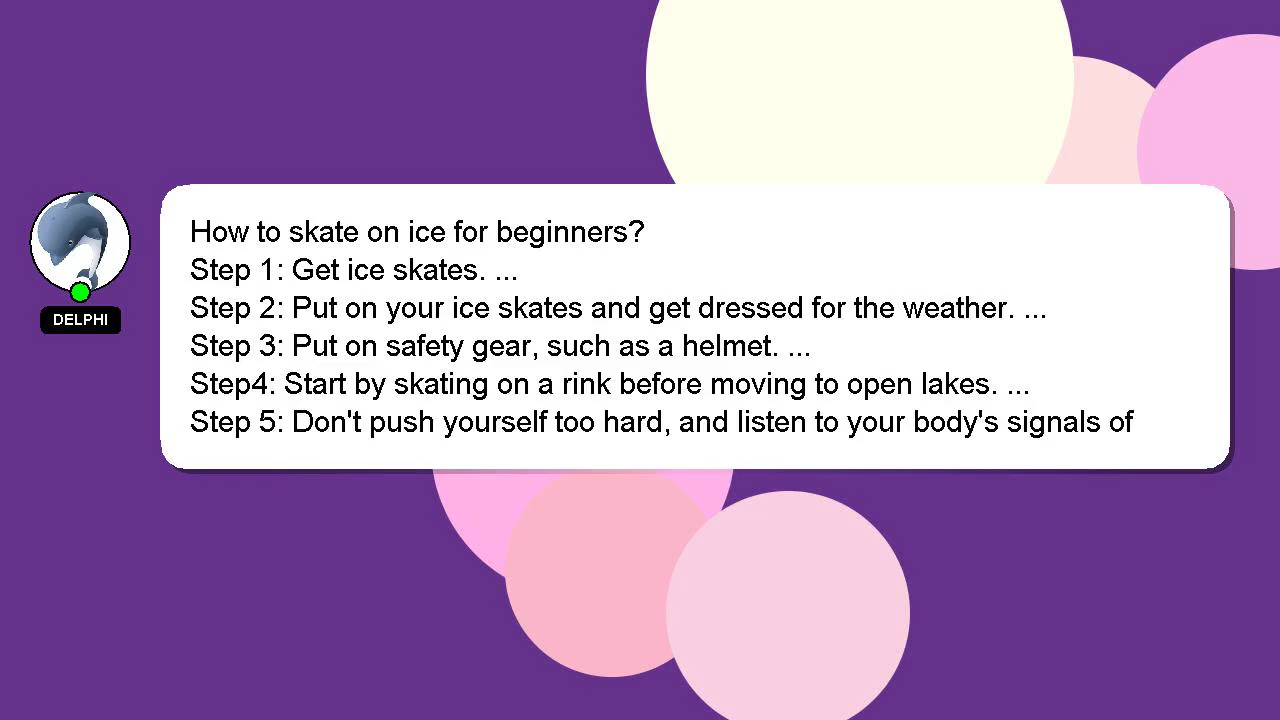 How to skate on ice for beginners?
Step 1: Get ice skates. ...
Step 2: Put on your ice skates and get dressed for the weather. ...
Step 3: Put on safety gear, such as a helmet. ...
Step4: Start by skating on a rink before moving to open lakes. ...
Step 5: Don't push yourself too hard, and listen to your body's signals of
DELPHI